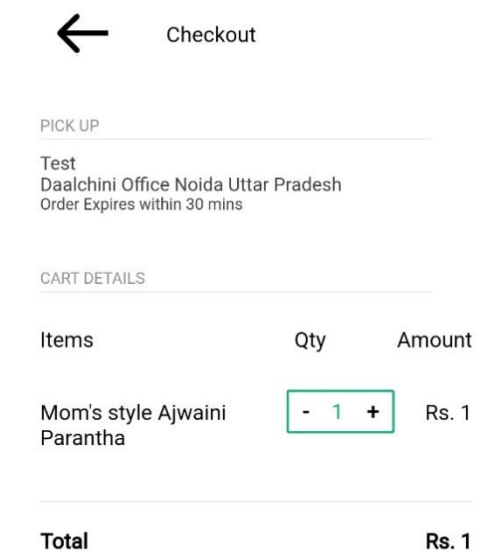 Checkout
PICK UP
Test
Daalchini Office Noida Uttar Pradesh
Order Expires within 30 mins
CART DETAILS
Items Qty Amount
Mom's style Ajwaini - 1 + Rs. 1
Parantha
Total Rs. 1